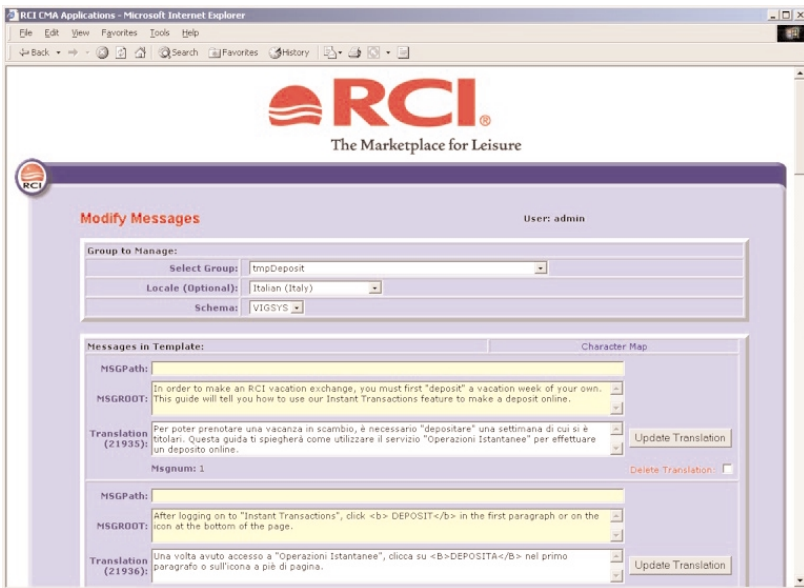 RCI CMA Applications - Microsoft Internet Explorer
File Edit View Favorites Tools Help
Back Search Favorites History
RCI®
The Marketplace for Leisure
RCI
Modify Messages User: admin
Group to Manage:
Select Group: tmpDeposit
Locale (Optional): Italian (Italy)
Schema: VIGSYS
Messages in Template: Character Map
MSGPath:
MSGROOT: In order to make an RCI vacation exchange, you must first "deposit" a vacation week of your own.
This guide will tell you how to use our Instant Transactions feature to make a deposit online.
Translation (21935): Per poter prenotare una vacanza in scambio, è necessario "depositare" una settimana di cui si è
titolari. Questa guida ti spiegherà come utilizzare il servizio "Operazioni Istantanee" per effettuare
un deposito online.
Update Translation
Msgnum: 1 Delete Translation:
MSGPath:
MSGROOT: After logging on to "Instant Transactions", click <b> DEPOSIT</b> in the first paragraph or on the
icon at the bottom of the page.
Translation (21936): Una volta avuto accesso a "Operazioni Istantanee", clicca su <B>DEPOSITA</B> nel primo
paragrafo o sull'icona a piè di pagina.
Update Translation